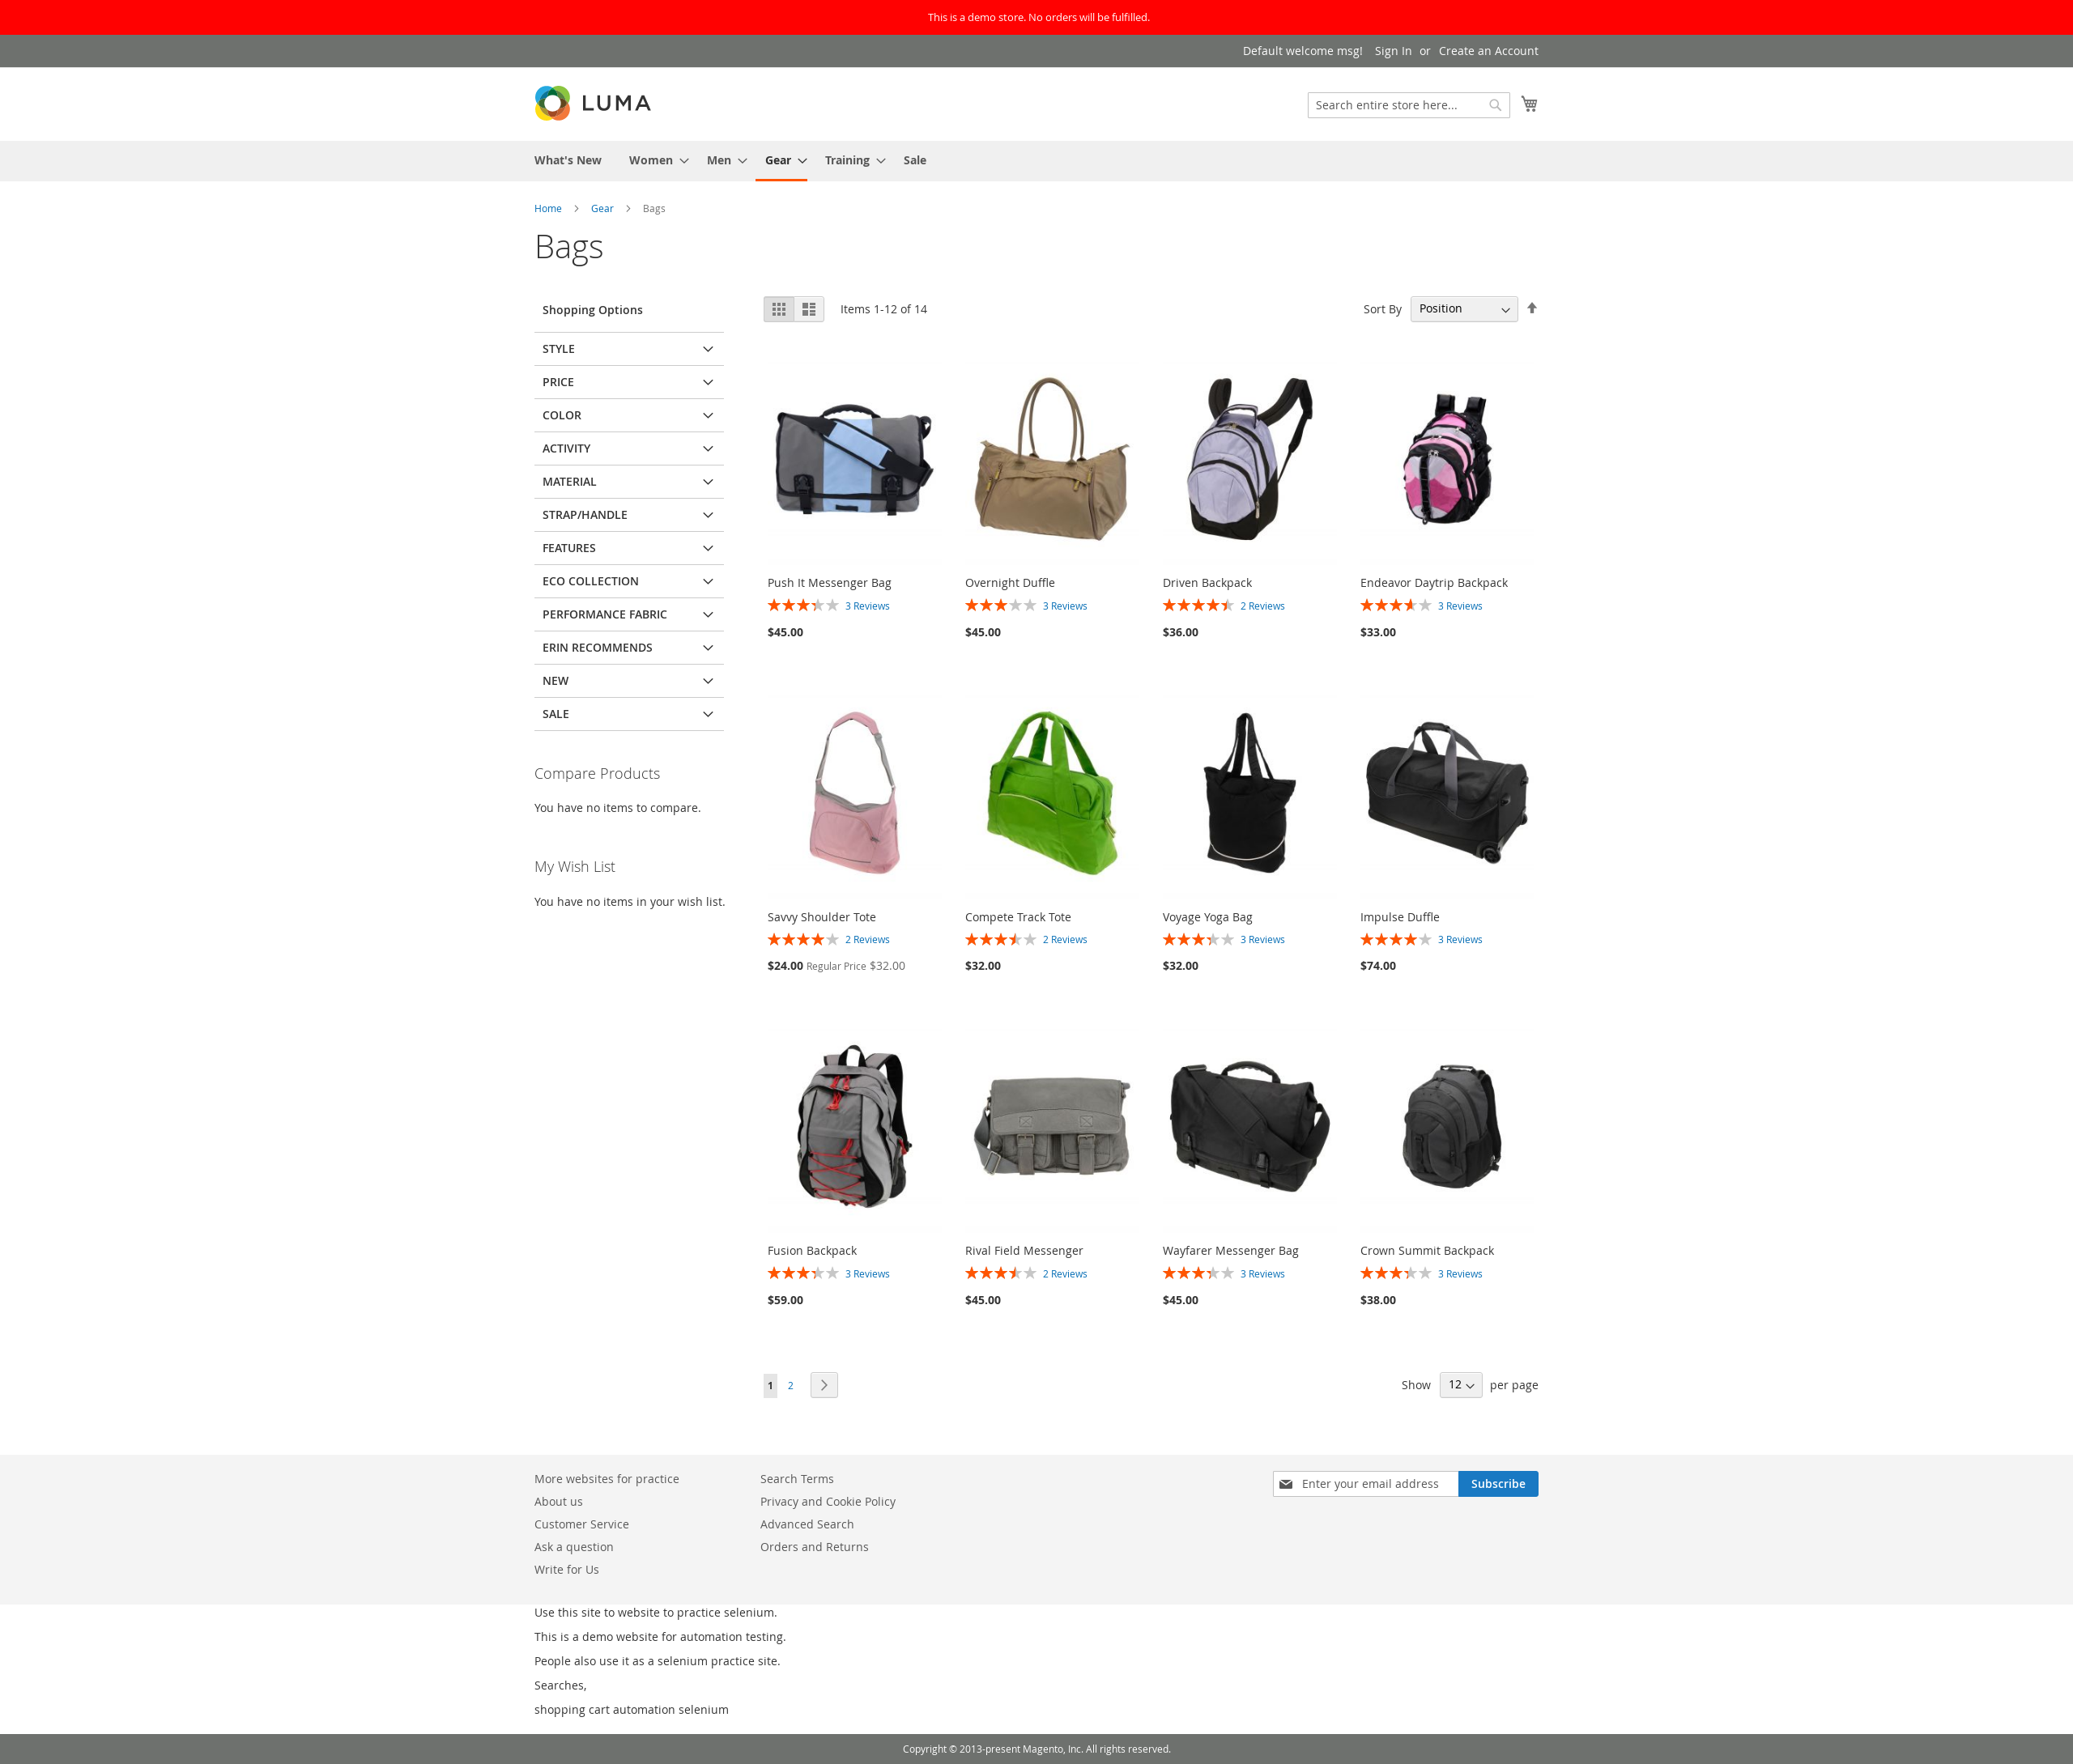 This is a demo store. No orders will be fulfilled.
Default welcome msg! Sign In or Create an Account
LUMA
Search entire store here...
What's New Women Men Gear Training Sale
Home > Gear > Bags
Bags
Shopping Options
STYLE
PRICE
COLOR
ACTIVITY
MATERIAL
STRAP/HANDLE
FEATURES
ECO COLLECTION
PERFORMANCE FABRIC
ERIN RECOMMENDS
NEW
SALE
Compare Products
You have no items to compare.
My Wish List
You have no items in your wish list.
Items 1-12 of 14
Sort By Position
Push It Messenger Bag
3 Reviews
$45.00
Overnight Duffle
3 Reviews
$45.00
Driven Backpack
2 Reviews
$36.00
Endeavor Daytrip Backpack
3 Reviews
$33.00
Savvy Shoulder Tote
2 Reviews
$24.00 Regular Price $32.00
Compete Track Tote
2 Reviews
$32.00
Voyage Yoga Bag
3 Reviews
$32.00
Impulse Duffle
3 Reviews
$74.00
Fusion Backpack
3 Reviews
$59.00
Rival Field Messenger
2 Reviews
$45.00
Wayfarer Messenger Bag
3 Reviews
$45.00
Crown Summit Backpack
3 Reviews
$38.00
1 2
Show 12 per page
More websites for practice
About us
Customer Service
Ask a question
Write for Us
Search Terms
Privacy and Cookie Policy
Advanced Search
Orders and Returns
Enter your email address Subscribe
Use this site to website to practice selenium.
This is a demo website for automation testing.
People also use it as a selenium practice site.
Searches,
shopping cart automation selenium
Copyright © 2013-present Magento, Inc. All rights reserved.